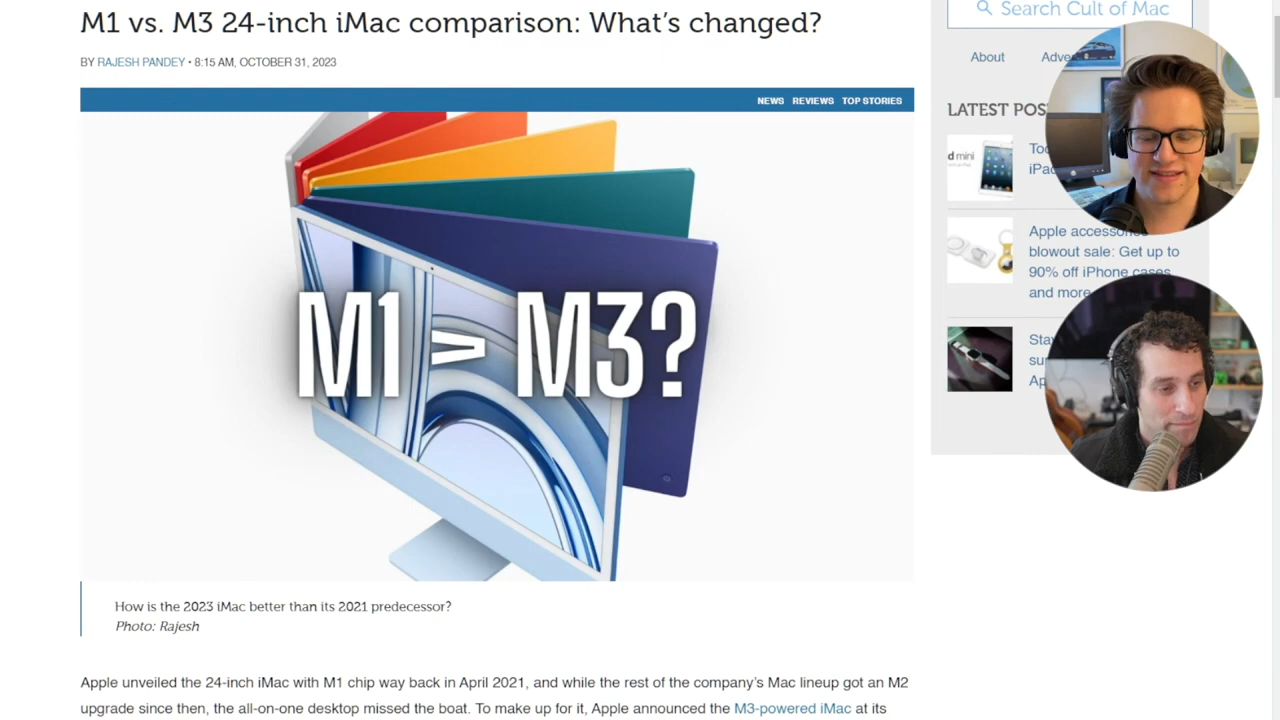 M1 vs. M3 24-inch iMac comparison: What's changed?
BY RAJESH PANDEY • 8:15 AM, OCTOBER 31, 2023
NEWS REVIEWS TOP STORIES
M1 > M3?
How is the 2023 iMac better than its 2021 predecessor?
Photo: Rajesh
Apple unveiled the 24-inch iMac with M1 chip way back in April 2021, and while the rest of the company's Mac lineup got an M2
upgrade since then, the all-on-one desktop missed the boat. To make up for it, Apple announced the M3-powered iMac at its
Search Cult of Mac
About
LATEST
d mini
Apple accessories
blowout sale: Get up to
90% off iPhone cases
and more